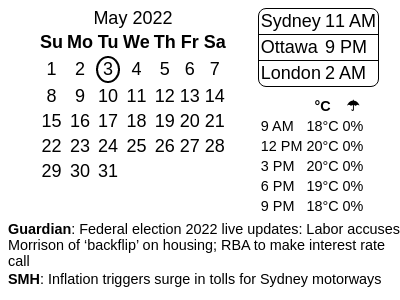 May 2022
Su Mo Tu We Th Fr Sa
1 2 3 4 5 6 7
8 9 10 11 12 13 14
15 16 17 18 19 20 21
22 23 24 25 26 27 28
29 30 31
Sydney 11 AM
Ottawa 9 PM
London 2 AM
°C ☂
9 AM 18°C 0%
12 PM 20°C 0%
3 PM 20°C 0%
6 PM 19°C 0%
9 PM 18°C 0%
Guardian: Federal election 2022 live updates: Labor accuses
Morrison of ‘backflip’ on housing; RBA to make interest rate
call
SMH: Inflation triggers surge in tolls for Sydney motorways